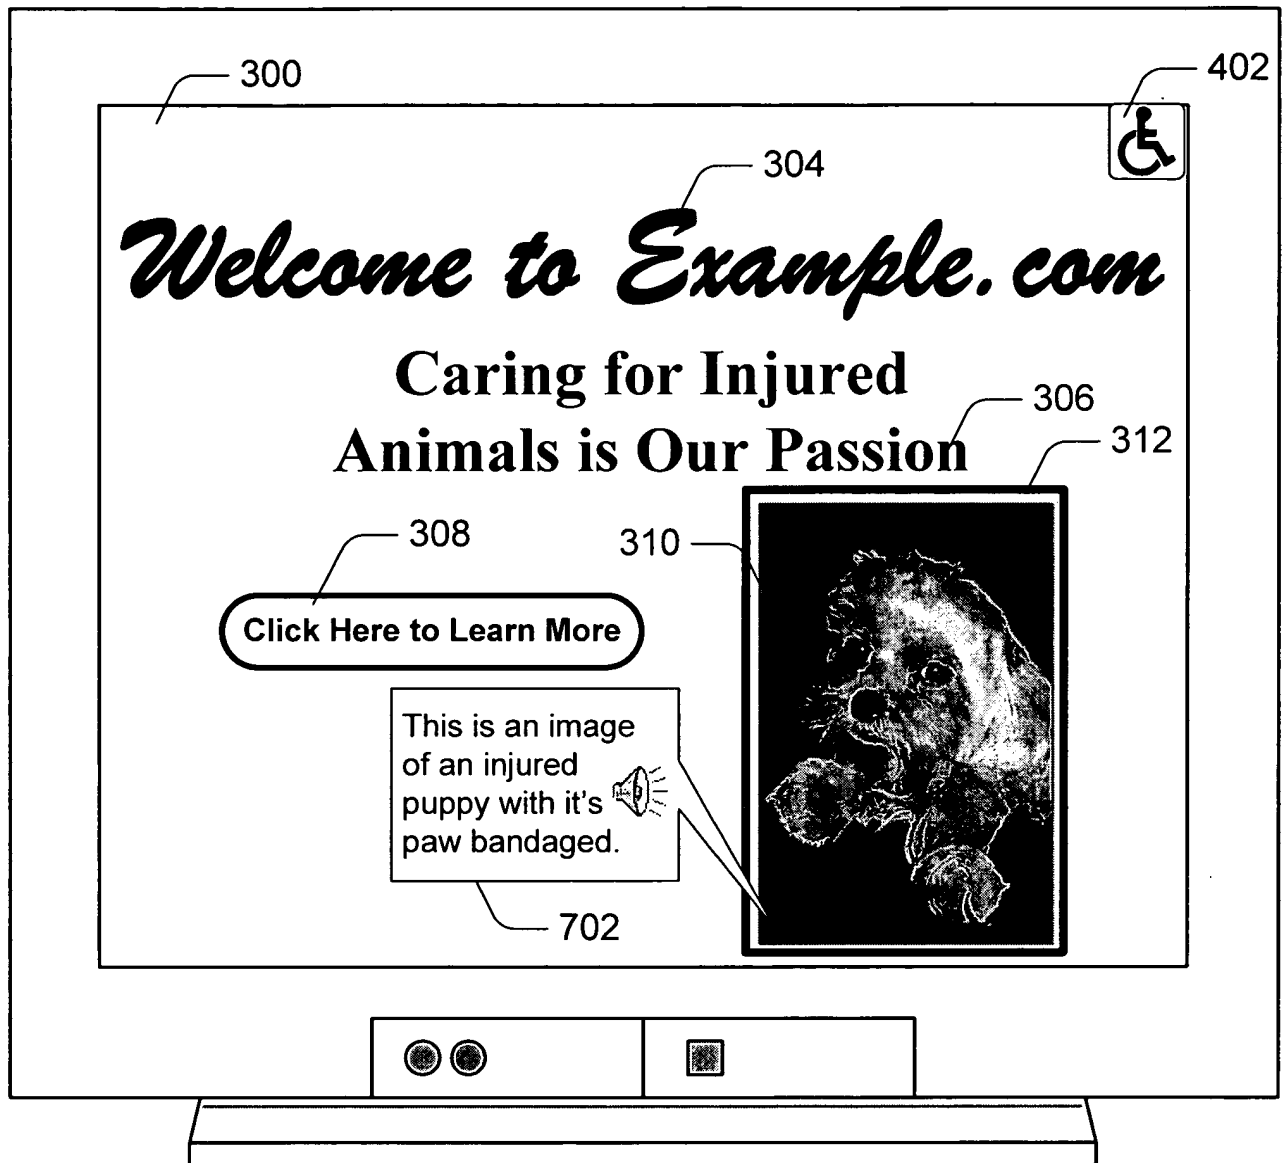 300
402
304
Welcome to Example.com
Caring for Injured
306
Animals is Our Passion
312
308
310
Click Here to Learn More
This is an image
of an injured
puppy with it's
paw bandaged.
702